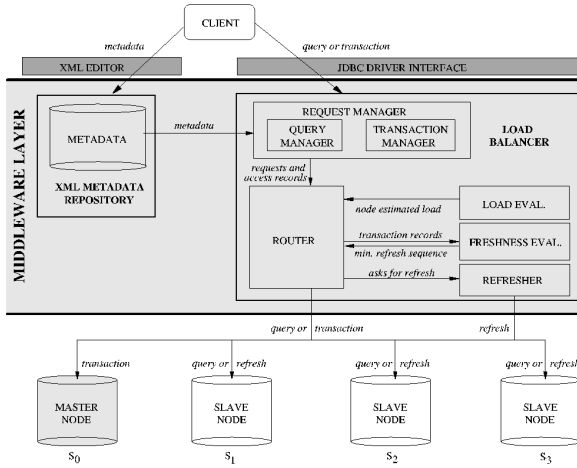 CLIENT
metadata
query or transaction
XML EDITOR
JDBC DRIVER INTERFACE
MIDDLEWARE LAYER
METADATA
XML METADATA
REPOSITORY
metadata
REQUEST MANAGER
QUERY
MANAGER
TRANSACTION
MANAGER
LOAD
BALANCER
requests and
access records
ROUTER
node estimated load
LOAD EVAL.
transaction records
min. refresh sequence
FRESHNESS EVAL.
asks for refresh
REFRESHER
query or transaction
refresh
transaction
query or refresh
query or refresh
query or refresh
MASTER
NODE
SLAVE
NODE
SLAVE
NODE
SLAVE
NODE
S0
S1
S2
S3